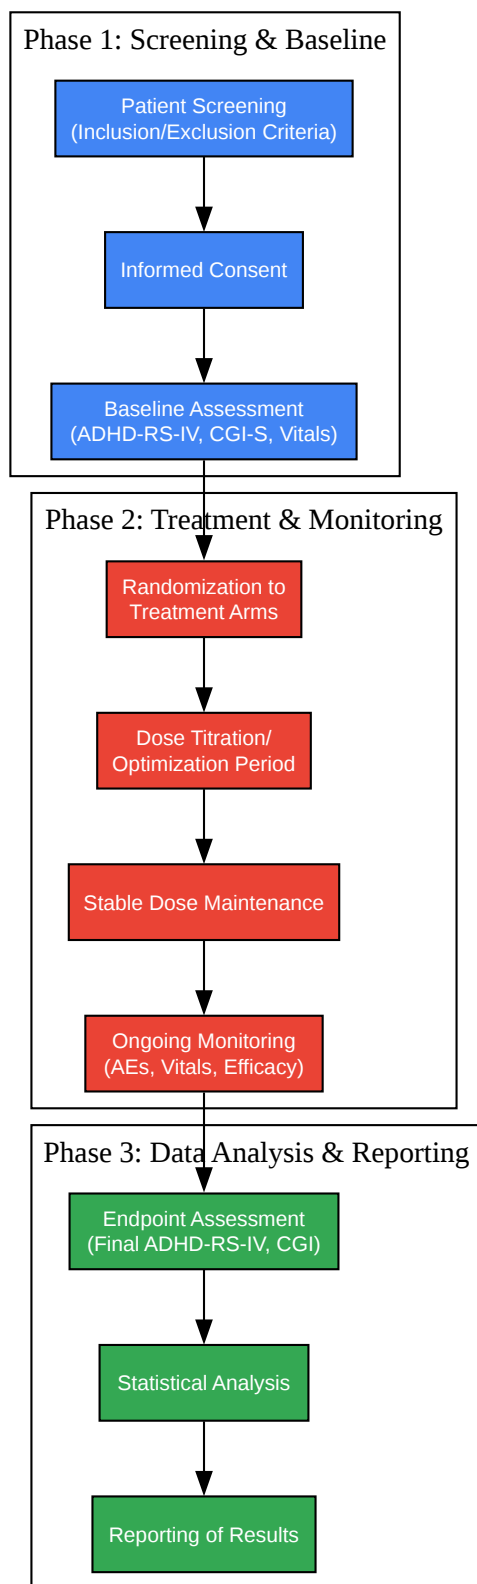 Phase 1: Screening & Baseline
Patient Screening
(Inclusion/Exclusion Criteria)
Informed Consent
Baseline Assessment
(ADHD-RS-IV, CGI-S, Vitals)
Phase 2: Treatment & Monitoring
Randomization to
Treatment Arms
Dose Titration/
Optimization Period
Stable Dose Maintenance
Ongoing Monitoring
(AEs, Vitals, Efficacy)
Phase 3: Data Analysis & Reporting
Endpoint Assessment
(Final ADHD-RS-IV, CGI)
Statistical Analysis
Reporting of Results